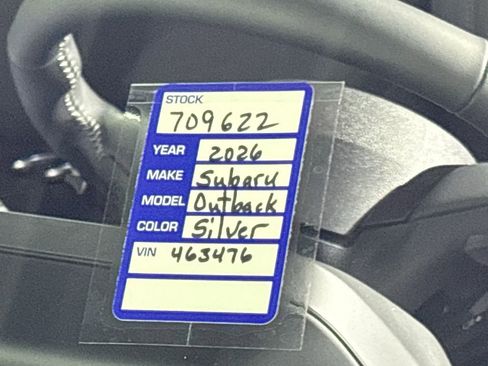 STOCK
709622
YEAR 2026
MAKE Subaru
MODEL Outback
COLOR Silver
VIN 463476